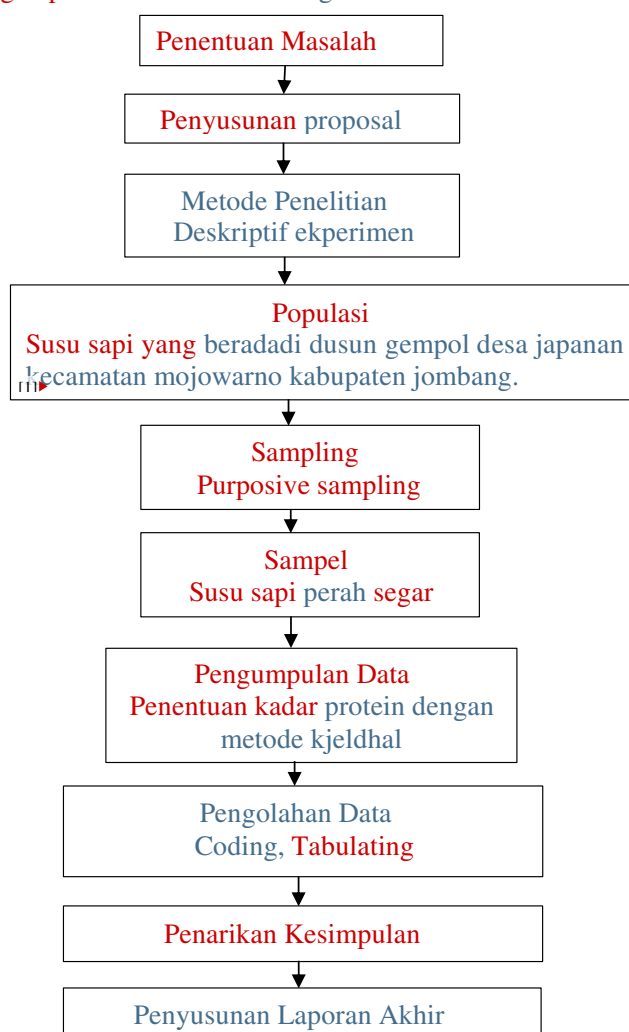 Penentuan Masalah
Penyusunan proposal
Metode Penelitian
Deskriptif ekperimen
Populasi
Susu sapi yang beradadi dusun gempol desa japanan
kecamatan mojowarno kabupaten jombang.
Sampling
Purposive sampling
Sampel
Susu sapi perah segar
Pengumpulan Data
Penentuan kadar protein dengan
metode kjeldhal
Pengolahan Data
Coding, Tabulating
Penarikan Kesimpulan
Penyusunan Laporan Akhir